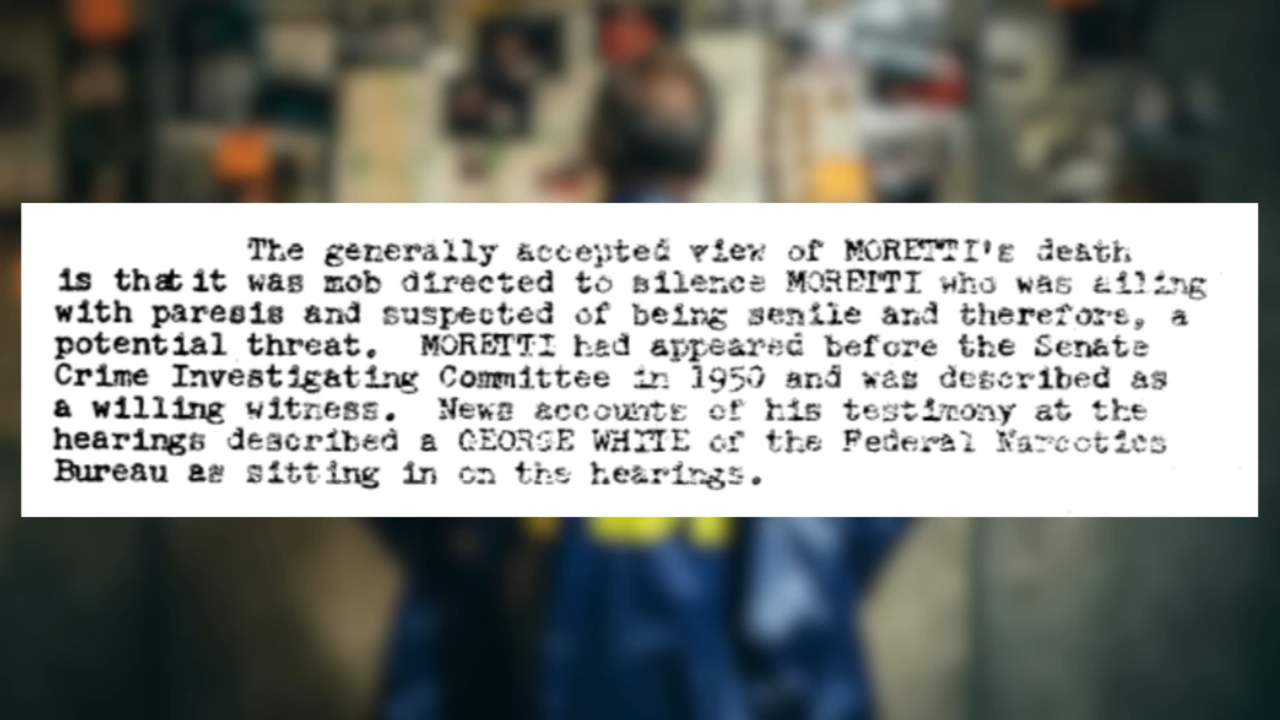 The generally accepted view of MORETTI's death
is that it was mob directed to silence MORETTI who was ailing
with paresis and suspected of being senile and therefore, a
potential threat. MORETTI had appeared before the Senate
Crime Investigating Committee in 1950 and was described as
a willing witness. News accounts of his testimony at the
hearings described a GEORGE WHITE of the Federal Narcotics
Bureau as sitting in on the hearings.